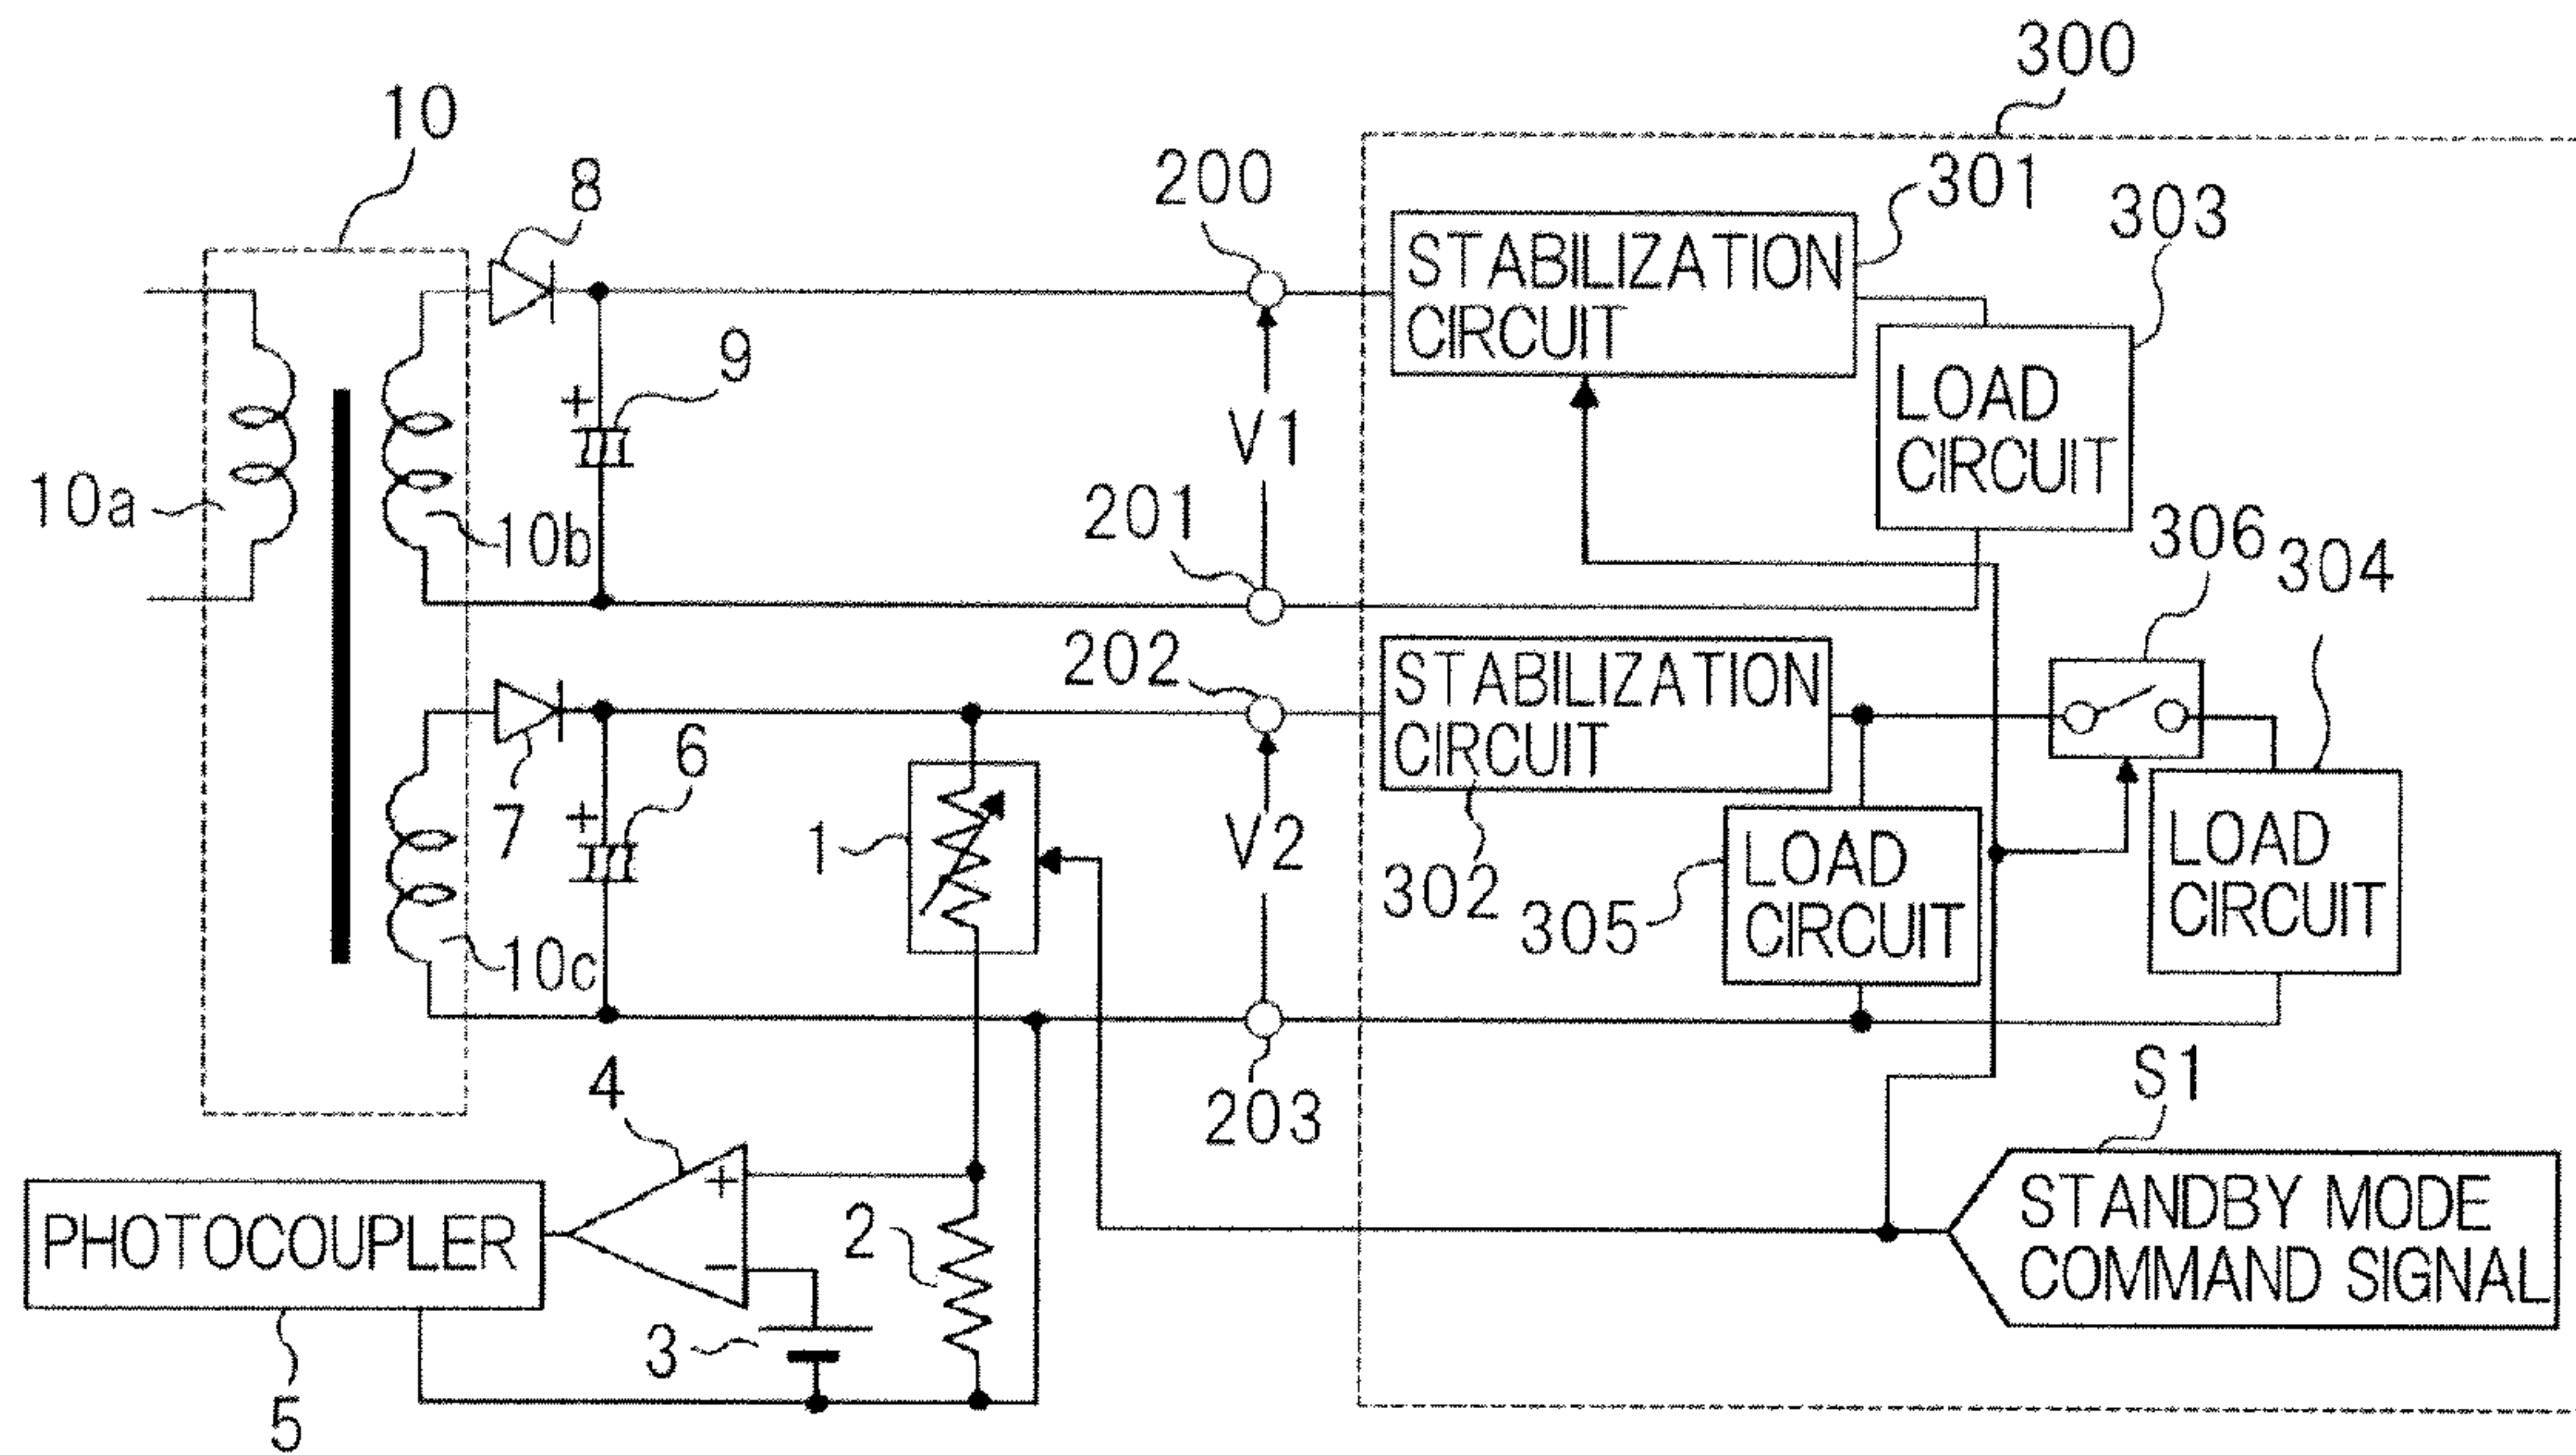 300
10
8
200
301
303
STABILIZATION
CIRCUIT
9
+
LOAD
CIRCUIT
V1
10a
10b
201
306
304
202
STABILIZATION
CIRCUIT
6
7
+
1
V2
302
305
LOAD
CIRCUIT
LOAD
CIRCUIT
10c
4
203
S1
+
−
PHOTOCOUPLER
2
STANDBY MODE
COMMAND SIGNAL
3
5